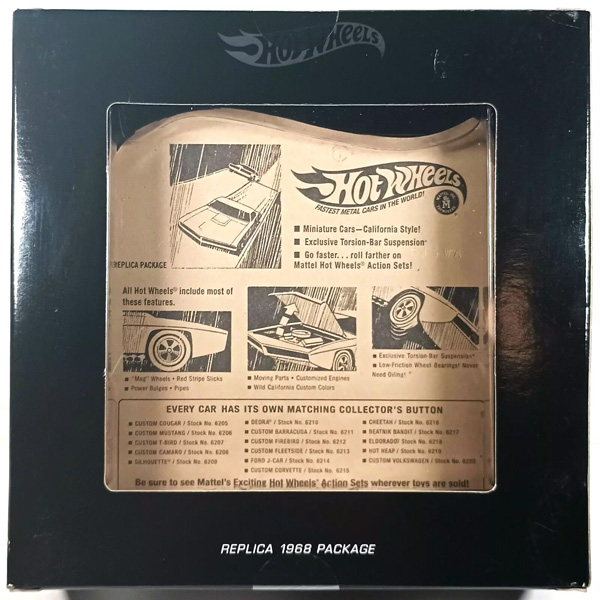 HOT WHEELS
HOT WHEELS
FASTEST METAL CARS IN THE WORLD!
■ Miniature Cars—California Style!
■ Exclusive Torsion-Bar Suspension
■ Go faster... roll farther on
Mattel Hot Wheels® Action Sets!
REPLICA PACKAGE
All Hot Wheels® include most of
these features.
■ "Mag" Wheels • Red Stripe Slicks
■ Power Bulges • Pipes
■ Moving Parts • Customized Engines
■ Wild California Custom Colors
■ Exclusive Torsion-Bar Suspension
■ Low-Friction Wheel Bearings! Never
Need Oiling!
EVERY CAR HAS ITS OWN MATCHING COLLECTOR'S BUTTON
■ CUSTOM COUGAR / Stock No. 6205
■ CUSTOM MUSTANG / Stock No. 6206
■ CUSTOM T-BIRD / Stock No. 6207
■ CUSTOM CAMARO / Stock No. 6208
■ SILHOUETTE / Stock No. 6209
■ DEORA / Stock No. 6210
■ CUSTOM BARRACUDA / Stock No. 6211
■ CUSTOM FIREBIRD / Stock No. 6212
■ CUSTOM FLEETSIDE / Stock No. 6213
■ FORD J-CAR / Stock No. 6214
■ CUSTOM CORVETTE / Stock No. 6215
■ CHEETAH / Stock No. 6216
■ BEATNIK BANDIT / Stock No. 6217
■ ELDORADO / Stock No. 6218
■ HOT HEAP / Stock No. 6219
■ CUSTOM VOLKSWAGEN / Stock No. 6220
Be sure to see Mattel's Exciting Hot Wheels® Action Sets wherever toys are sold!
REPLICA 1968 PACKAGE